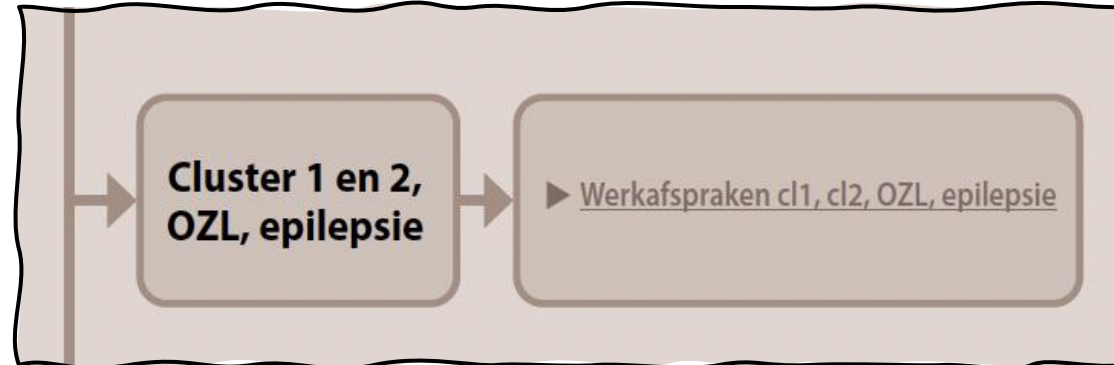 Cluster 1 en 2,
OZL, epilepsie
▶ Werkafspraken cl1, cl2, OZL, epilepsie